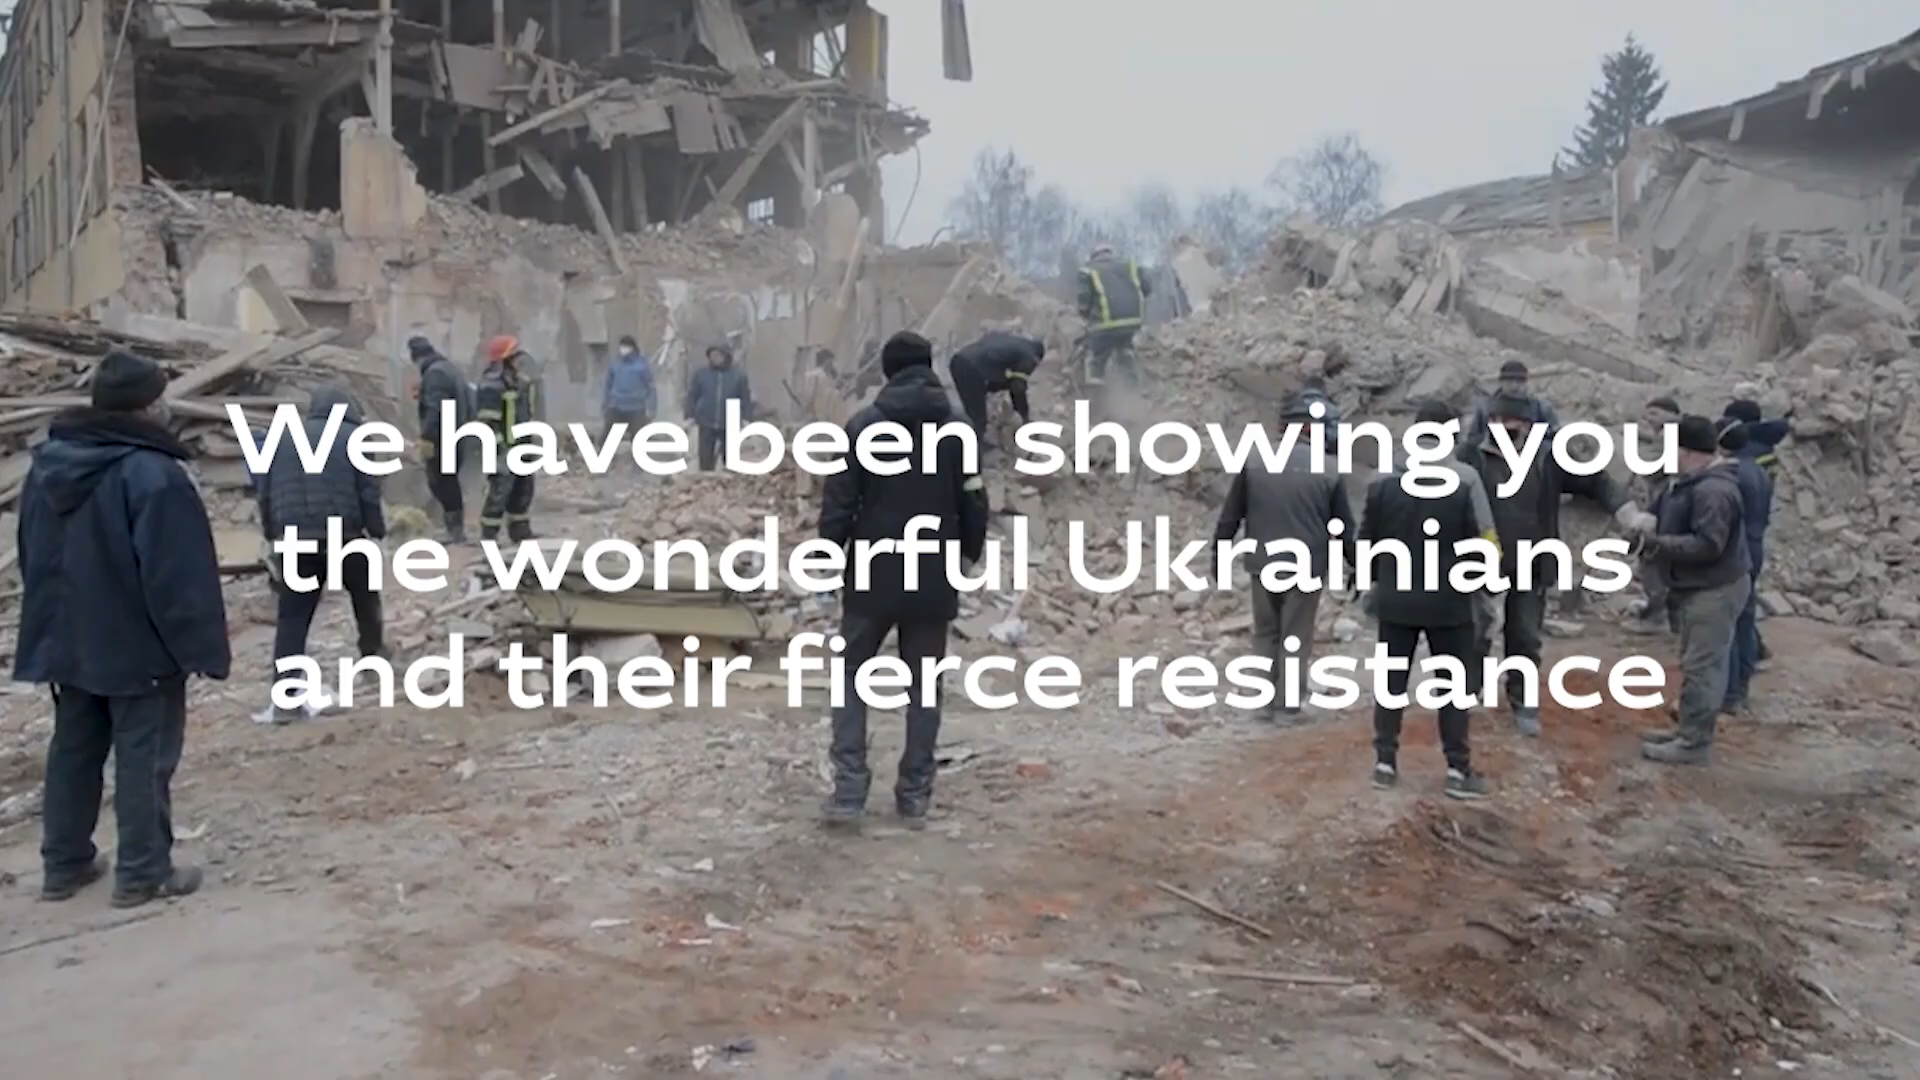 We have been showing you
the wonderful Ukrainians
and their fierce resistance